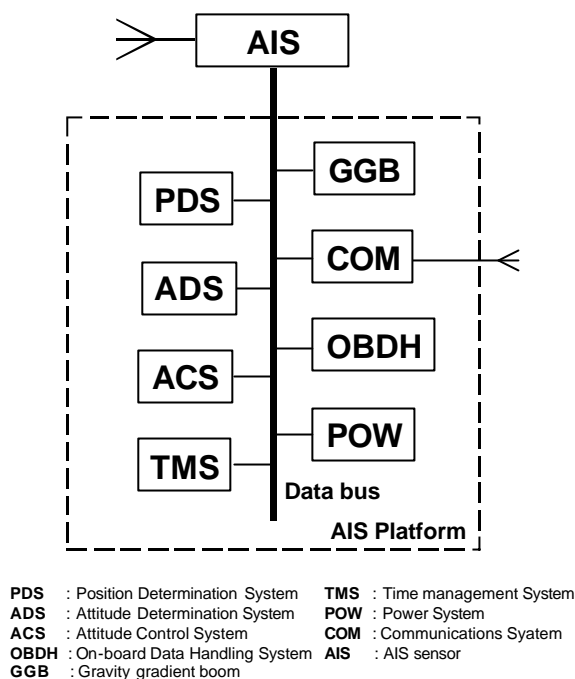 AIS
GGB
PDS
COM
ADS
OBDH
ACS
POW
TMS
Data bus
AIS Platform
PDS : Position Determination System TMS : Time management System
ADS : Attitude Determination System POW : Power System
ACS : Attitude Control System COM : Communications Syatem
OBDH : On-board Data Handling System AIS : AIS sensor
GGB : Gravity gradient boom